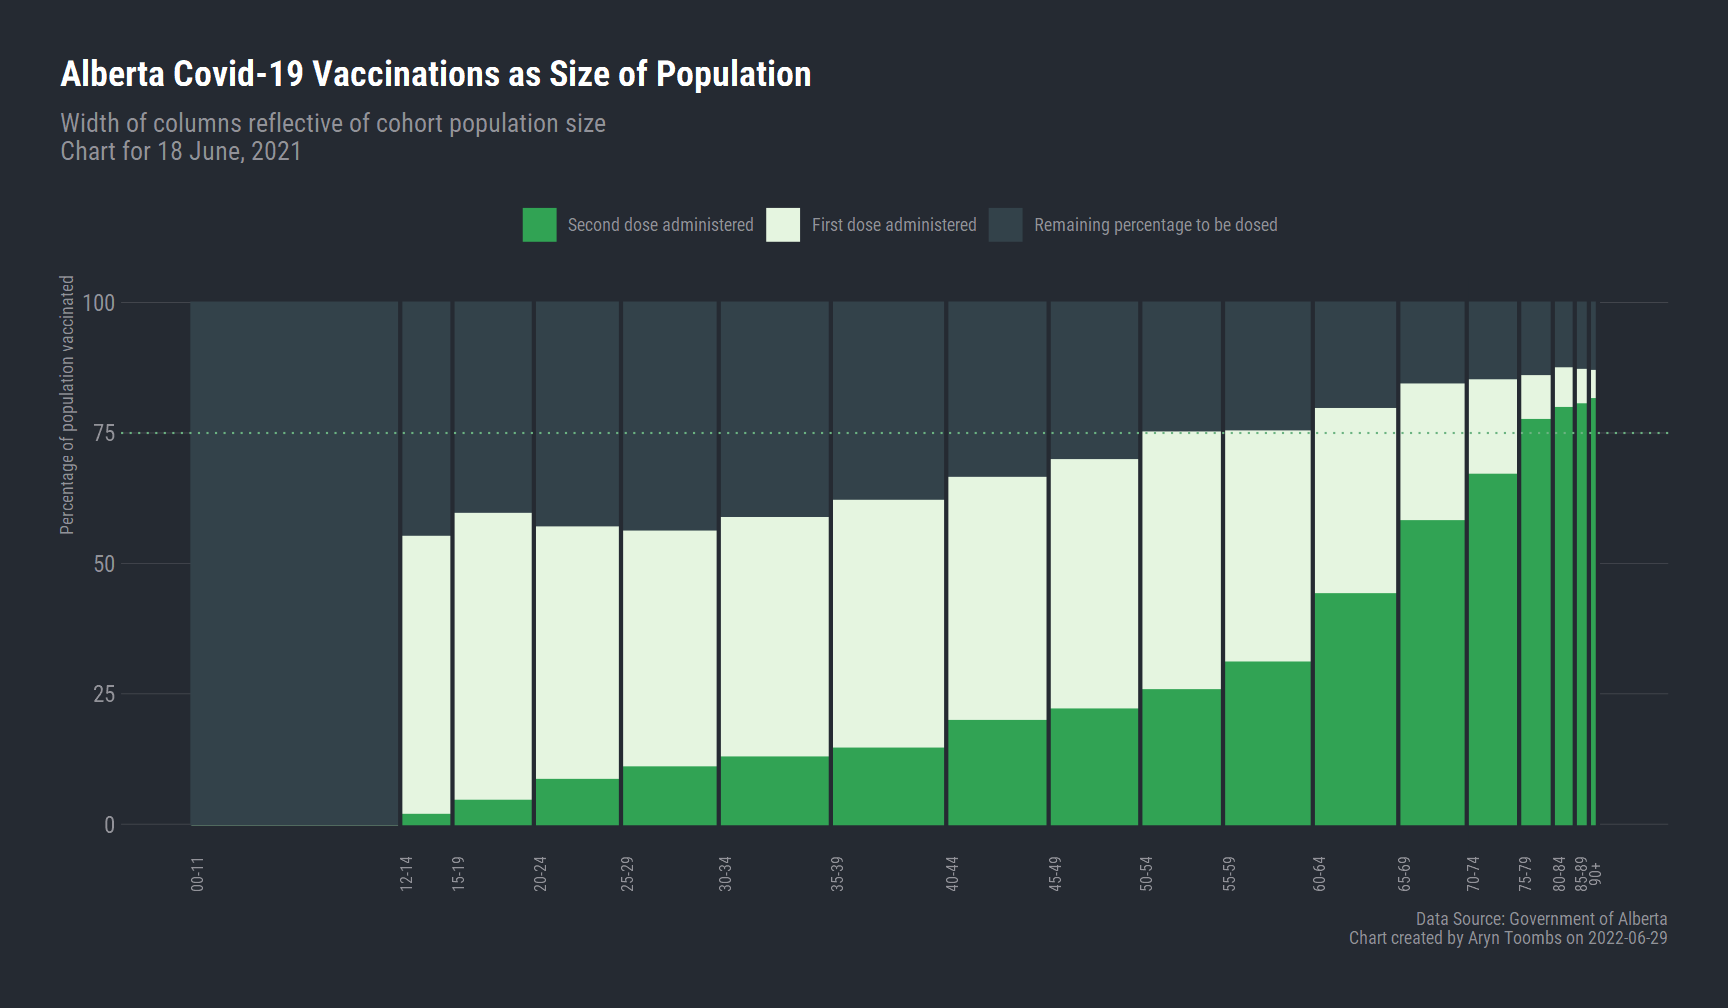 Alberta Covid-19 Vaccinations as Size of Population
Width of columns reflective of cohort population size
Chart for 18 June, 2021
Second dose administered
First dose administered
Remaining percentage to be dosed
Percentage of population vaccinated
100
75
50
25
0
00-11
12-14
15-19
20-24
25-29
30-34
35-39
40-44
45-49
50-54
55-59
60-64
65-69
70-74
75-79
80-84
85-89
90+
Data Source: Government of Alberta
Chart created by Aryn Toombs on 2022-06-29